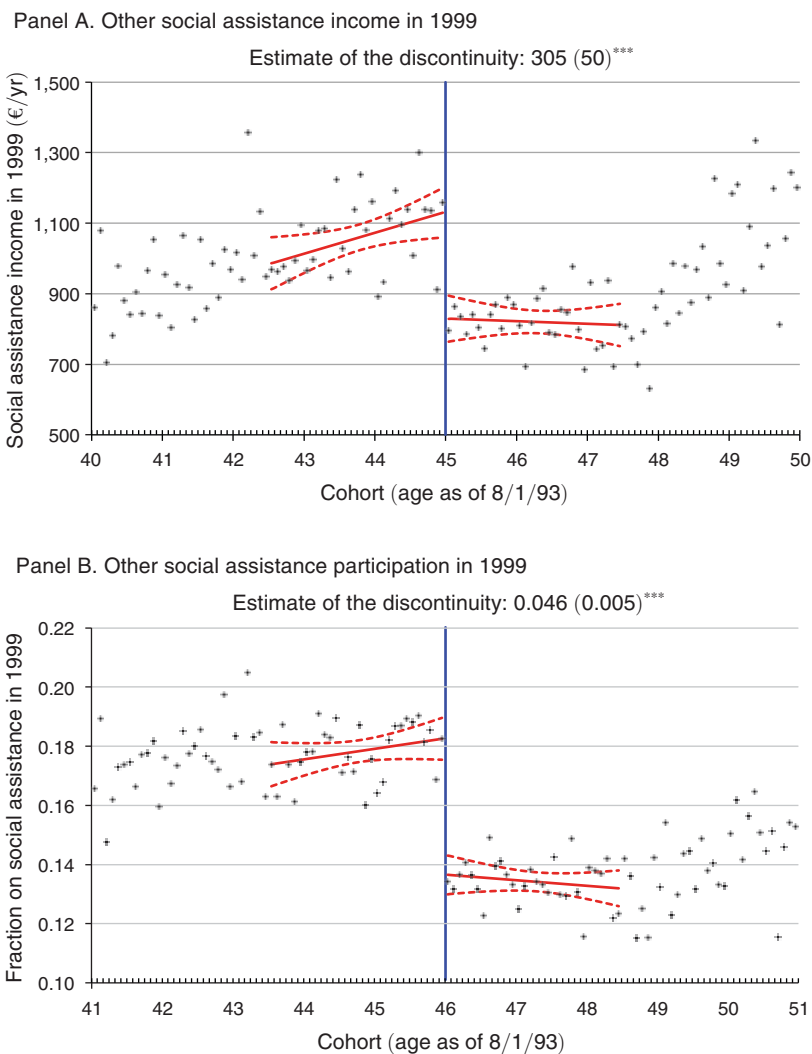 Panel A. Other social assistance income in 1999
Estimate of the discontinuity: 305 (50)***
Social assistance income in 1999 (€/yr)
1,500
1,300
1,100
900
700
500
40 41 42 43 44 45 46 47 48 49 50
Cohort (age as of 8/1/93)
Panel B. Other social assistance participation in 1999
Estimate of the discontinuity: 0.046 (0.005)***
Fraction on social assistance in 1999
0.22
0.20
0.18
0.16
0.14
0.12
0.10
41 42 43 44 45 46 47 48 49 50 51
Cohort (age as of 8/1/93)